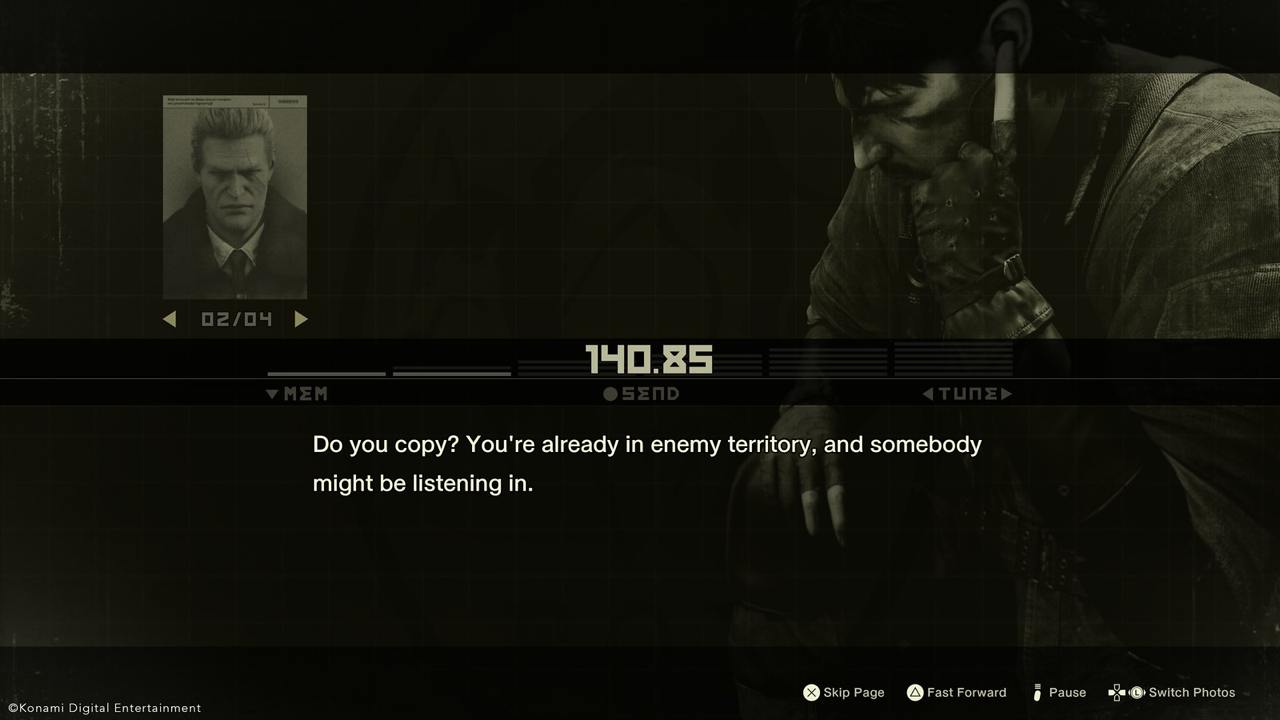 02/04
140.85
MEM
SEND
TUNE
Do you copy? You're already in enemy territory, and somebody
might be listening in.
Skip Page
Fast Forward
Pause
L
Switch Photos
©Konami Digital Entertainment